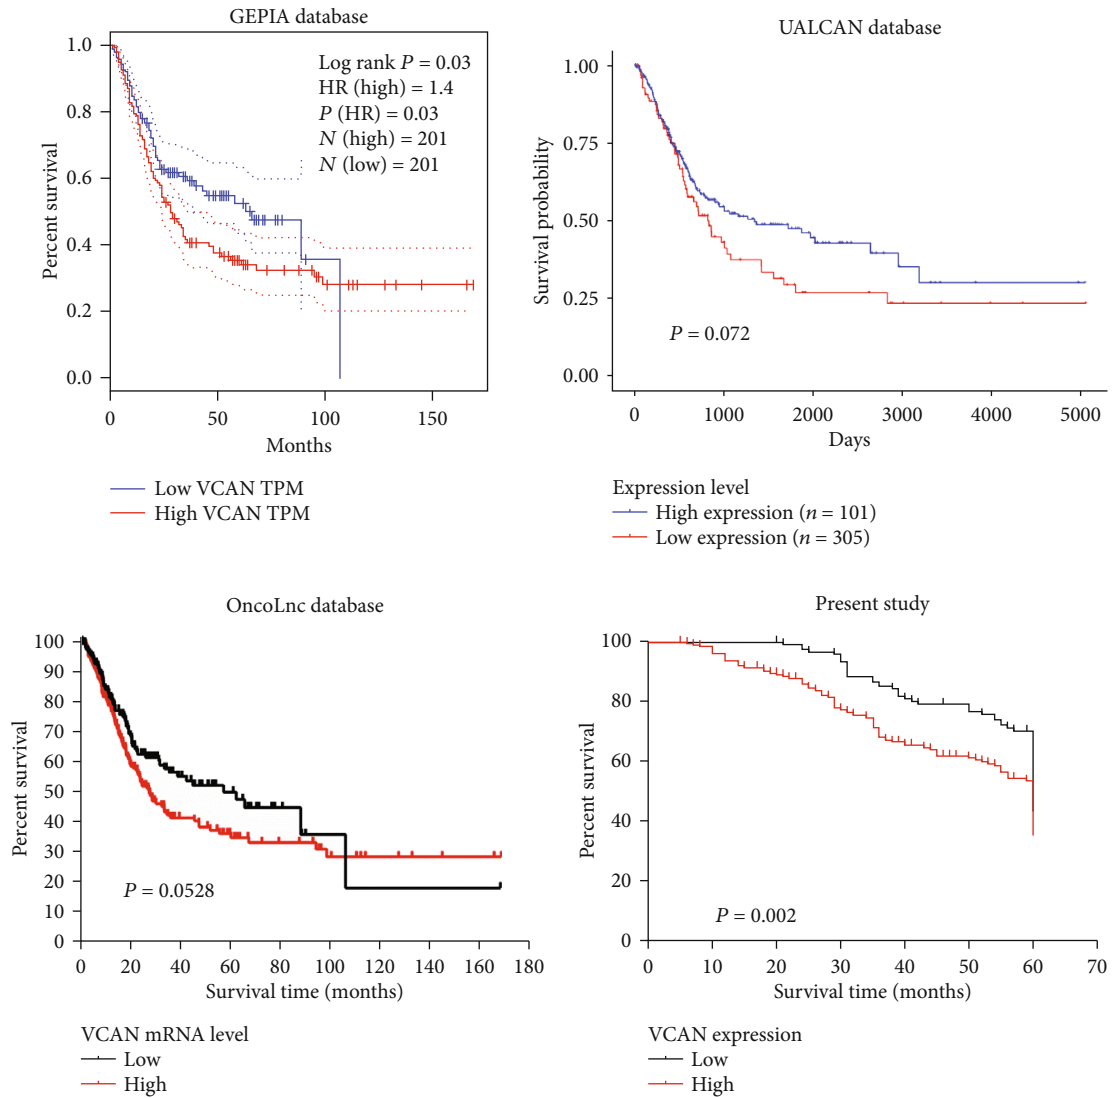 GEPIA database
Percent survival
1.0
0.8
0.6
0.4
0.2
0.0
Log rank P = 0.03
HR (high) = 1.4
P (HR) = 0.03
N (high) = 201
N (low) = 201
0 50 100 150
Months
Low VCAN TPM
High VCAN TPM
UALCAN database
Survival probability
1.00
0.75
0.50
0.25
0.00
P = 0.072
0 1000 2000 3000 4000 5000
Days
Expression level
High expression (n = 101)
Low expression (n = 305)
OncoLnc database
Percent survival
100
90
80
70
60
50
40
30
20
10
0
P = 0.0528
0 20 40 60 80 100 120 140 160 180
Survival time (months)
VCAN mRNA level
Low
High
Present study
Percent survival
100
80
60
40
20
0
P = 0.002
0 10 20 30 40 50 60 70
Survival time (months)
VCAN expression
Low
High